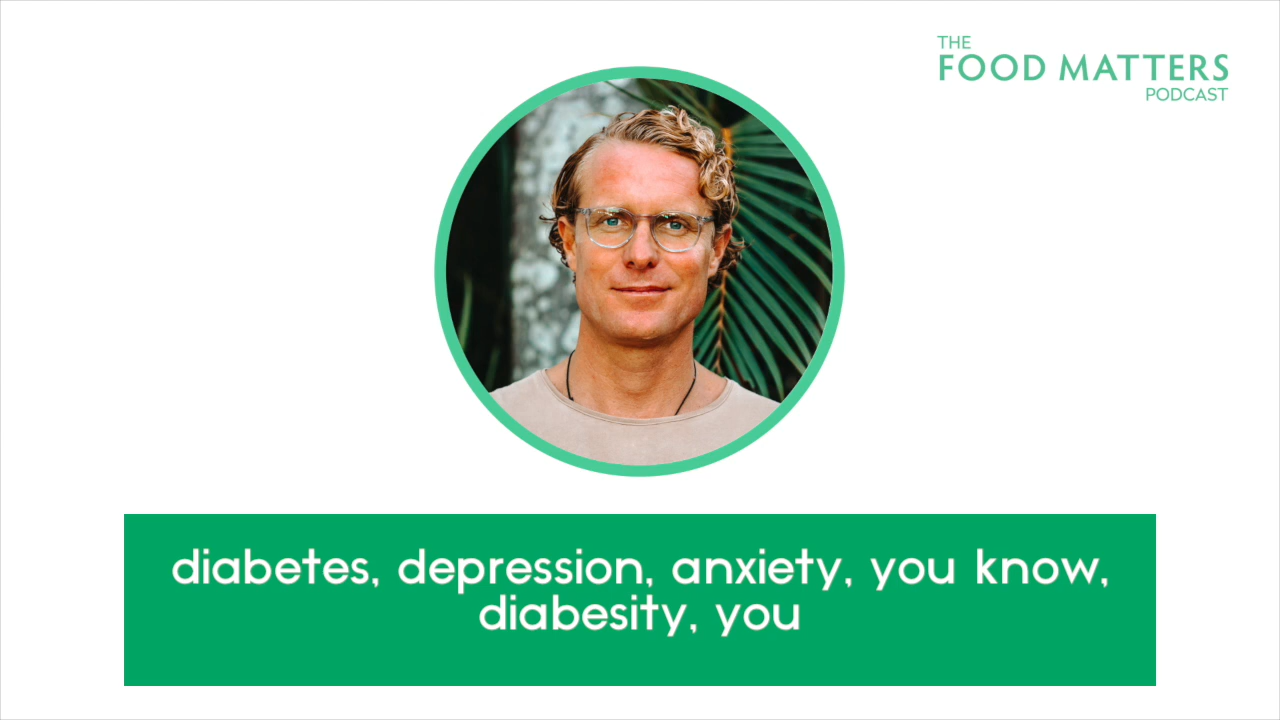 THE
FOOD MATTERS
PODCAST
diabetes, depression, anxiety, you know,
diabesity, you